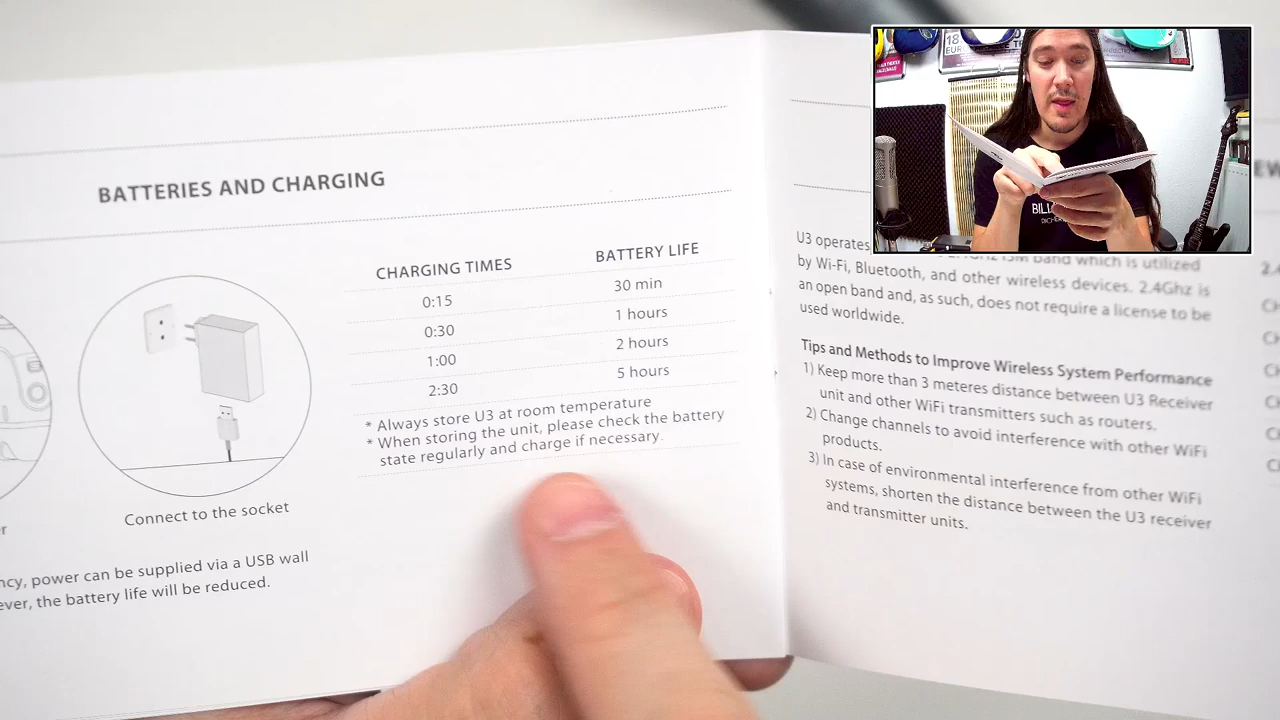 BATTERIES AND CHARGING
CHARGING TIMES BATTERY LIFE
0:15 30 min
0:30 1 hours
1:00 2 hours
2:30 5 hours
* Always store U3 at room temperature
* When storing the unit, please check the battery
state regularly and charge if necessary.
Connect to the socket
power can be supplied via a USB wall
the battery life will be reduced.
U3 operates
band which is utilized
by Wi-Fi, Bluetooth, and other wireless devices. 2.4Ghz is
an open band and, as such, does not require a license to be
used worldwide.
Tips and Methods to Improve Wireless System Performance
1) Keep more than 3 meteres distance between U3 Receiver
unit and other WiFi transmitters such as routers.
2) Change channels to avoid interference with other WiFi
products.
3) In case of environmental interference from other WiFi
systems, shorten the distance between the U3 receiver
and transmitter units.
18